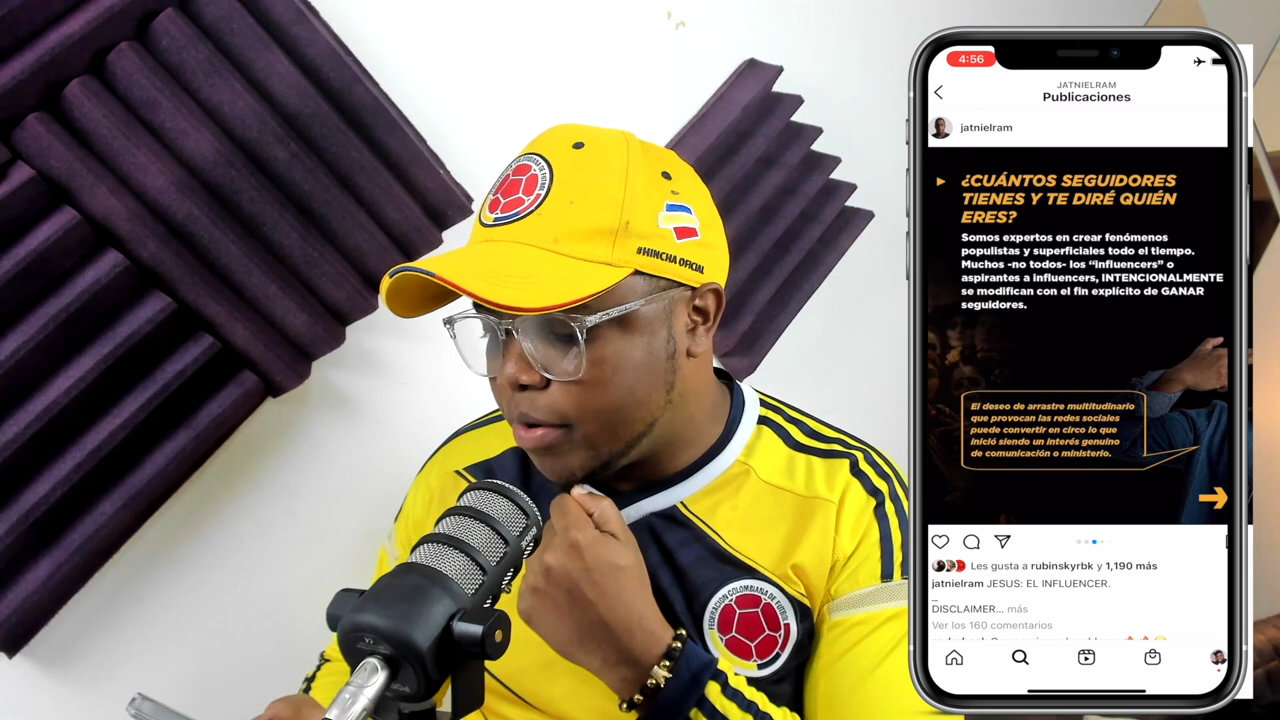 #HINCHA OFICIAL
FEDERACIÓN COLOMBIANA DE FÚTBOL
4:56
JATNIELRAM
Publicaciones
jatnielram
¿CUÁNTOS SEGUIDORES
TIENES Y TE DIRÉ QUIÉN
ERES?
Somos expertos en crear fenómenos
populistas y superficiales todo el tiempo.
Muchos -no todos- los “influencers” o
aspirantes a influencers, INTENCIONALMENTE
se modifican con el fin explícito de GANAR
seguidores.
El deseo de arrastre multitudinario
que provocan las redes sociales
puede convertir en circo lo que
inició siendo un interés genuino
de comunicación o ministerio.
Les gusta a rubinskyrbk y 1,190 más
jatnielram JESUS: EL INFLUENCER.
_
DISCLAIMER... más
Ver los 160 comentarios